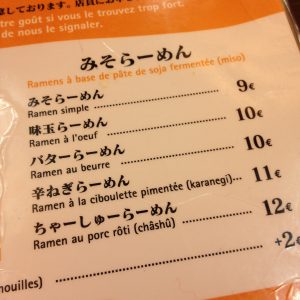 しております。店員に
tre goût si vous le trouvez trop fort.
de nous le signaler.
みそらーめん
Ramens à base de pâte de soja fermentée (miso)
みそらーめん
Ramen simple 9€
味玉らーめん
Ramen à l'oeuf 10€
バターらーめん
Ramen au beurre 10€
辛ねぎらーめん
Ramen à la ciboulette pimentée (karanegi)... 11€
ちゃーしゅーらーめん
Ramen au porc rôti (châshû) 12€
nouilles) +2€